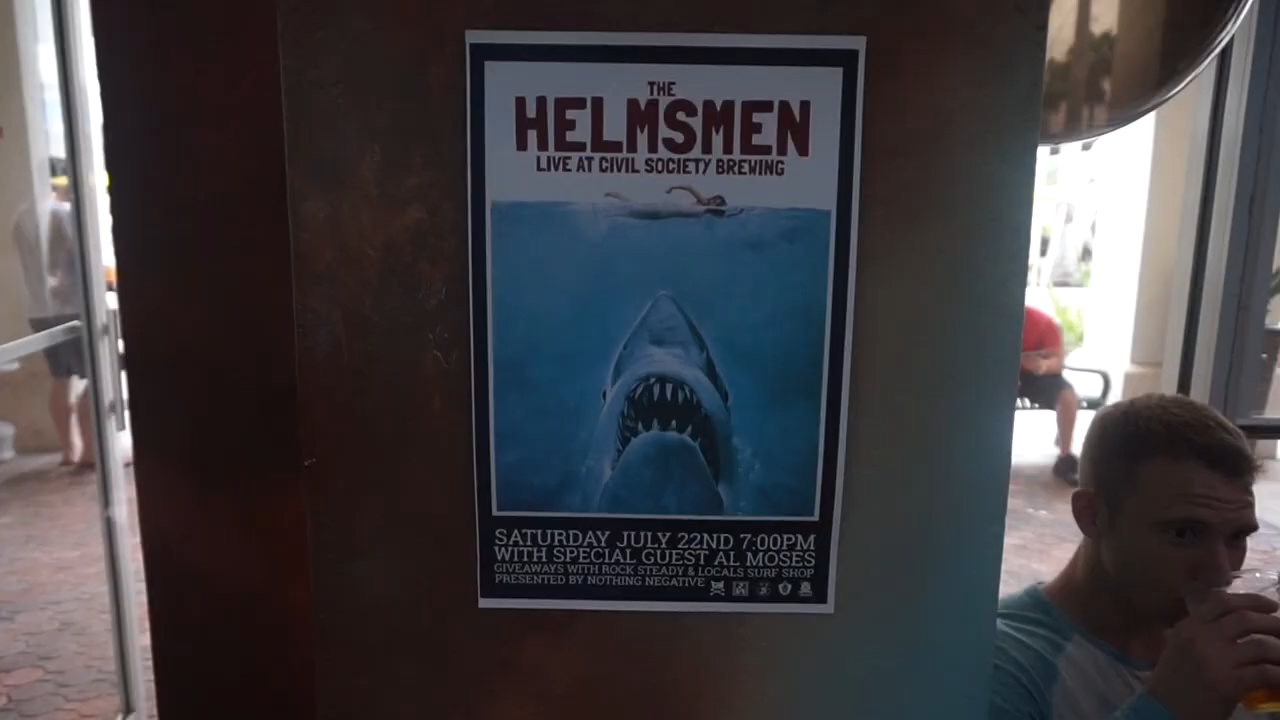 THE
HELMSMEN
LIVE AT CIVIL SOCIETY BREWING
SATURDAY JULY 22ND 7:00PM
WITH SPECIAL GUEST AL MOSES
GIVEAWAYS WITH ROCK STEADY & LOCALS SURF SHOP
PRESENTED BY NOTHING NEGATIVE